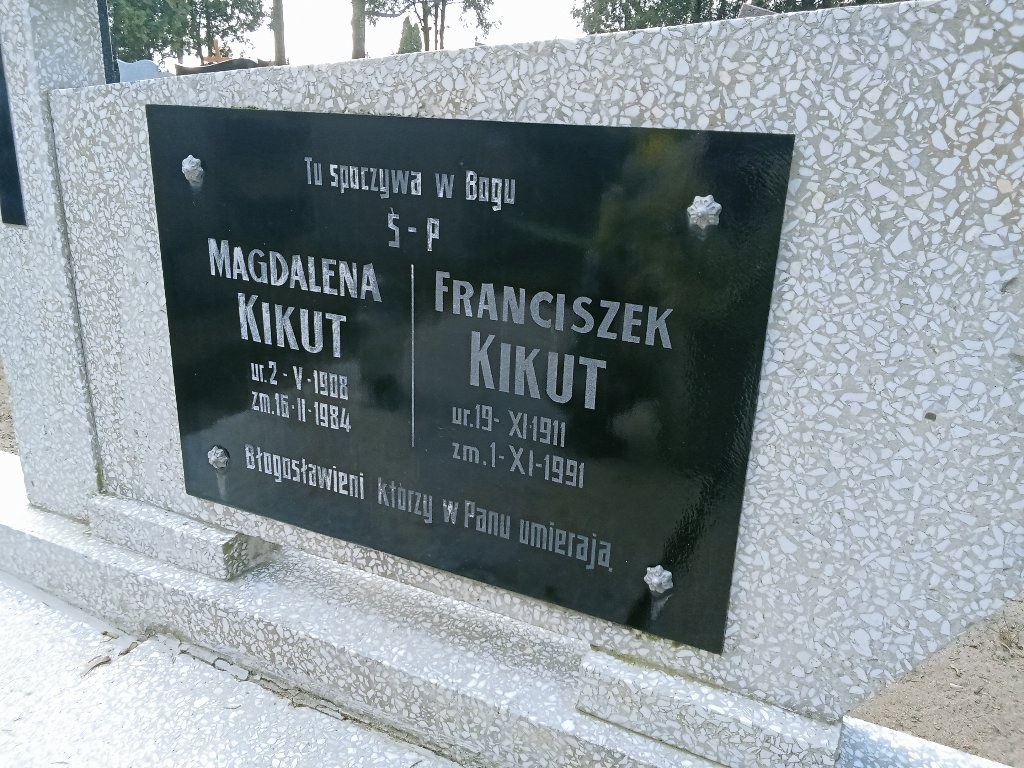 Tu spoczywa w Bogu
Ś - P
MAGDALENA
KIKUT
ur. 2 - V - 1908
zm. 16 - II - 1984
FRANCISZEK
KIKUT
ur. 19 - XI - 1911
zm. 1 - XI - 1991
Błogosławieni którzy w Panu umierają